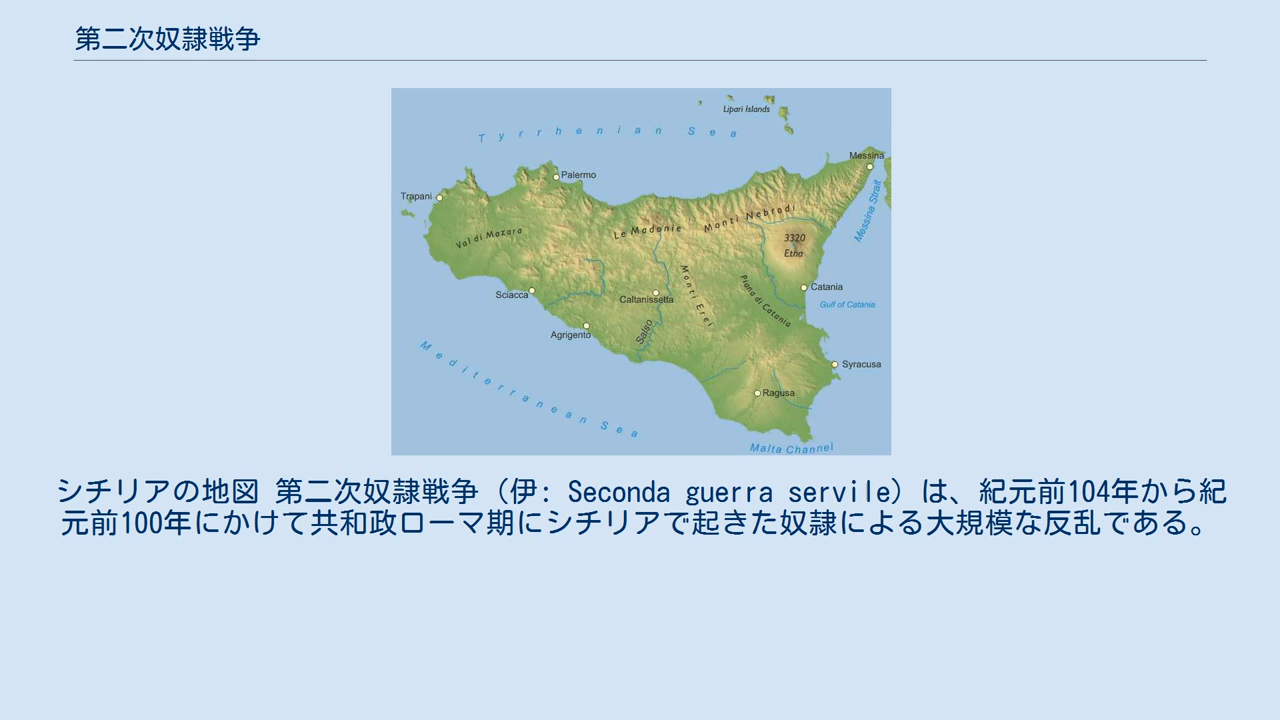 第二次奴隷戦争
Lipari Islands
Tyrrhenian Sea
Messina
Palermo
Trapani
Messina Strait
Val di Mazara
Le Madonie
Monti Nebrodi
3320
Etna
Monti Erei
Piana di Catania
Catania
Sciacca
Caltanissetta
Gulf of Catania
Agrigento
Salso
Mediterranean Sea
Syracusa
Ragusa
Malta Channel
シチリアの地図 第二次奴隷戦争（伊: Seconda guerra servile）は、紀元前104年から紀
元前100年にかけて共和政ローマ期にシチリアで起きた奴隷による大規模な反乱である。